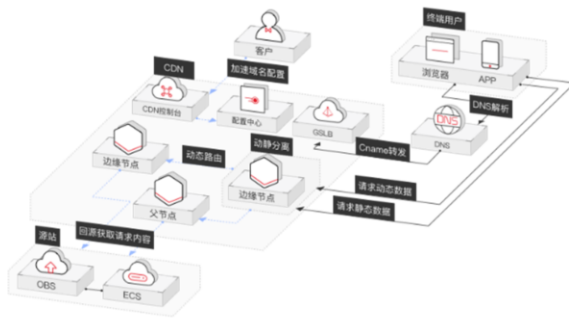 终端用户
客户
浏览器
APP
CDN
加速域名配置
DNS解析
CDN控制台
配置中心
GSLB
DNS
DNS
动静分离
Cname转发
动态路由
边缘节点
边缘节点
请求动态数据
请求静态数据
父节点
源站
回源获取请求内容
OBS
ECS